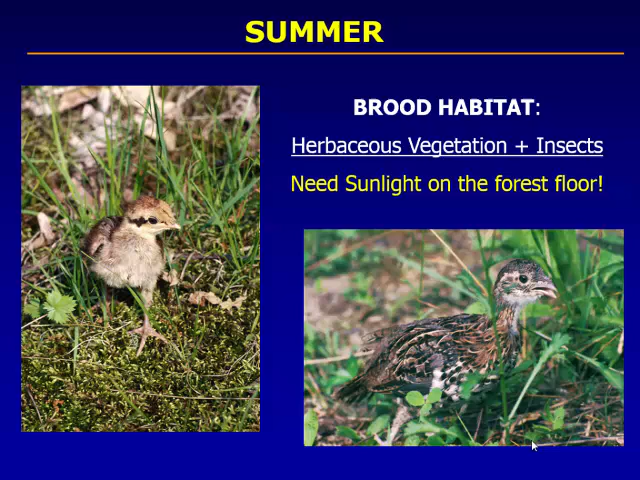 SUMMER
BROOD HABITAT:
Herbaceous Vegetation + Insects
Need Sunlight on the forest floor!